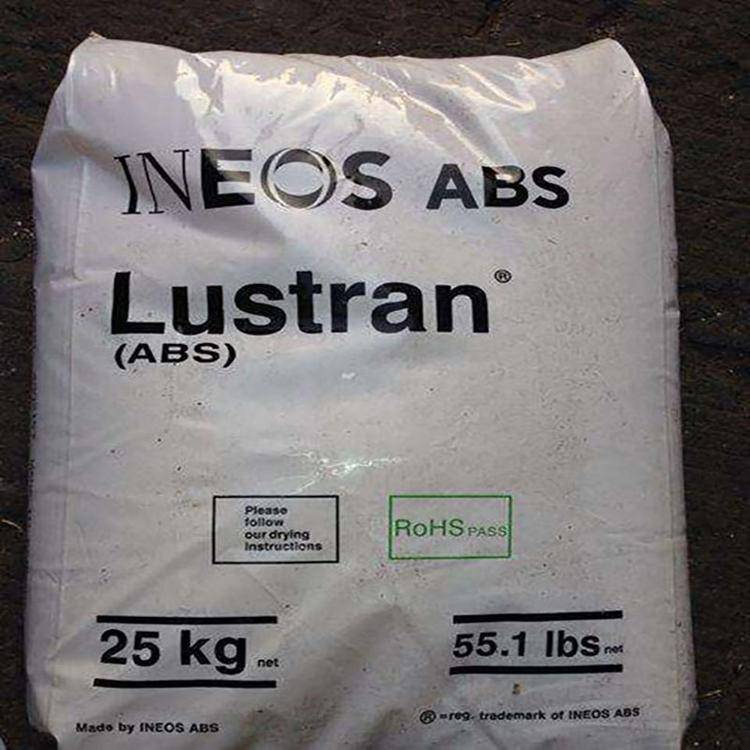 INEOS ABS
Lustran®
(ABS)
Please
follow
our drying
instructions
RoHS PASS
25 kg net
55.1 lbs net
Made by INEOS ABS
®=reg. trademark of INEOS ABS